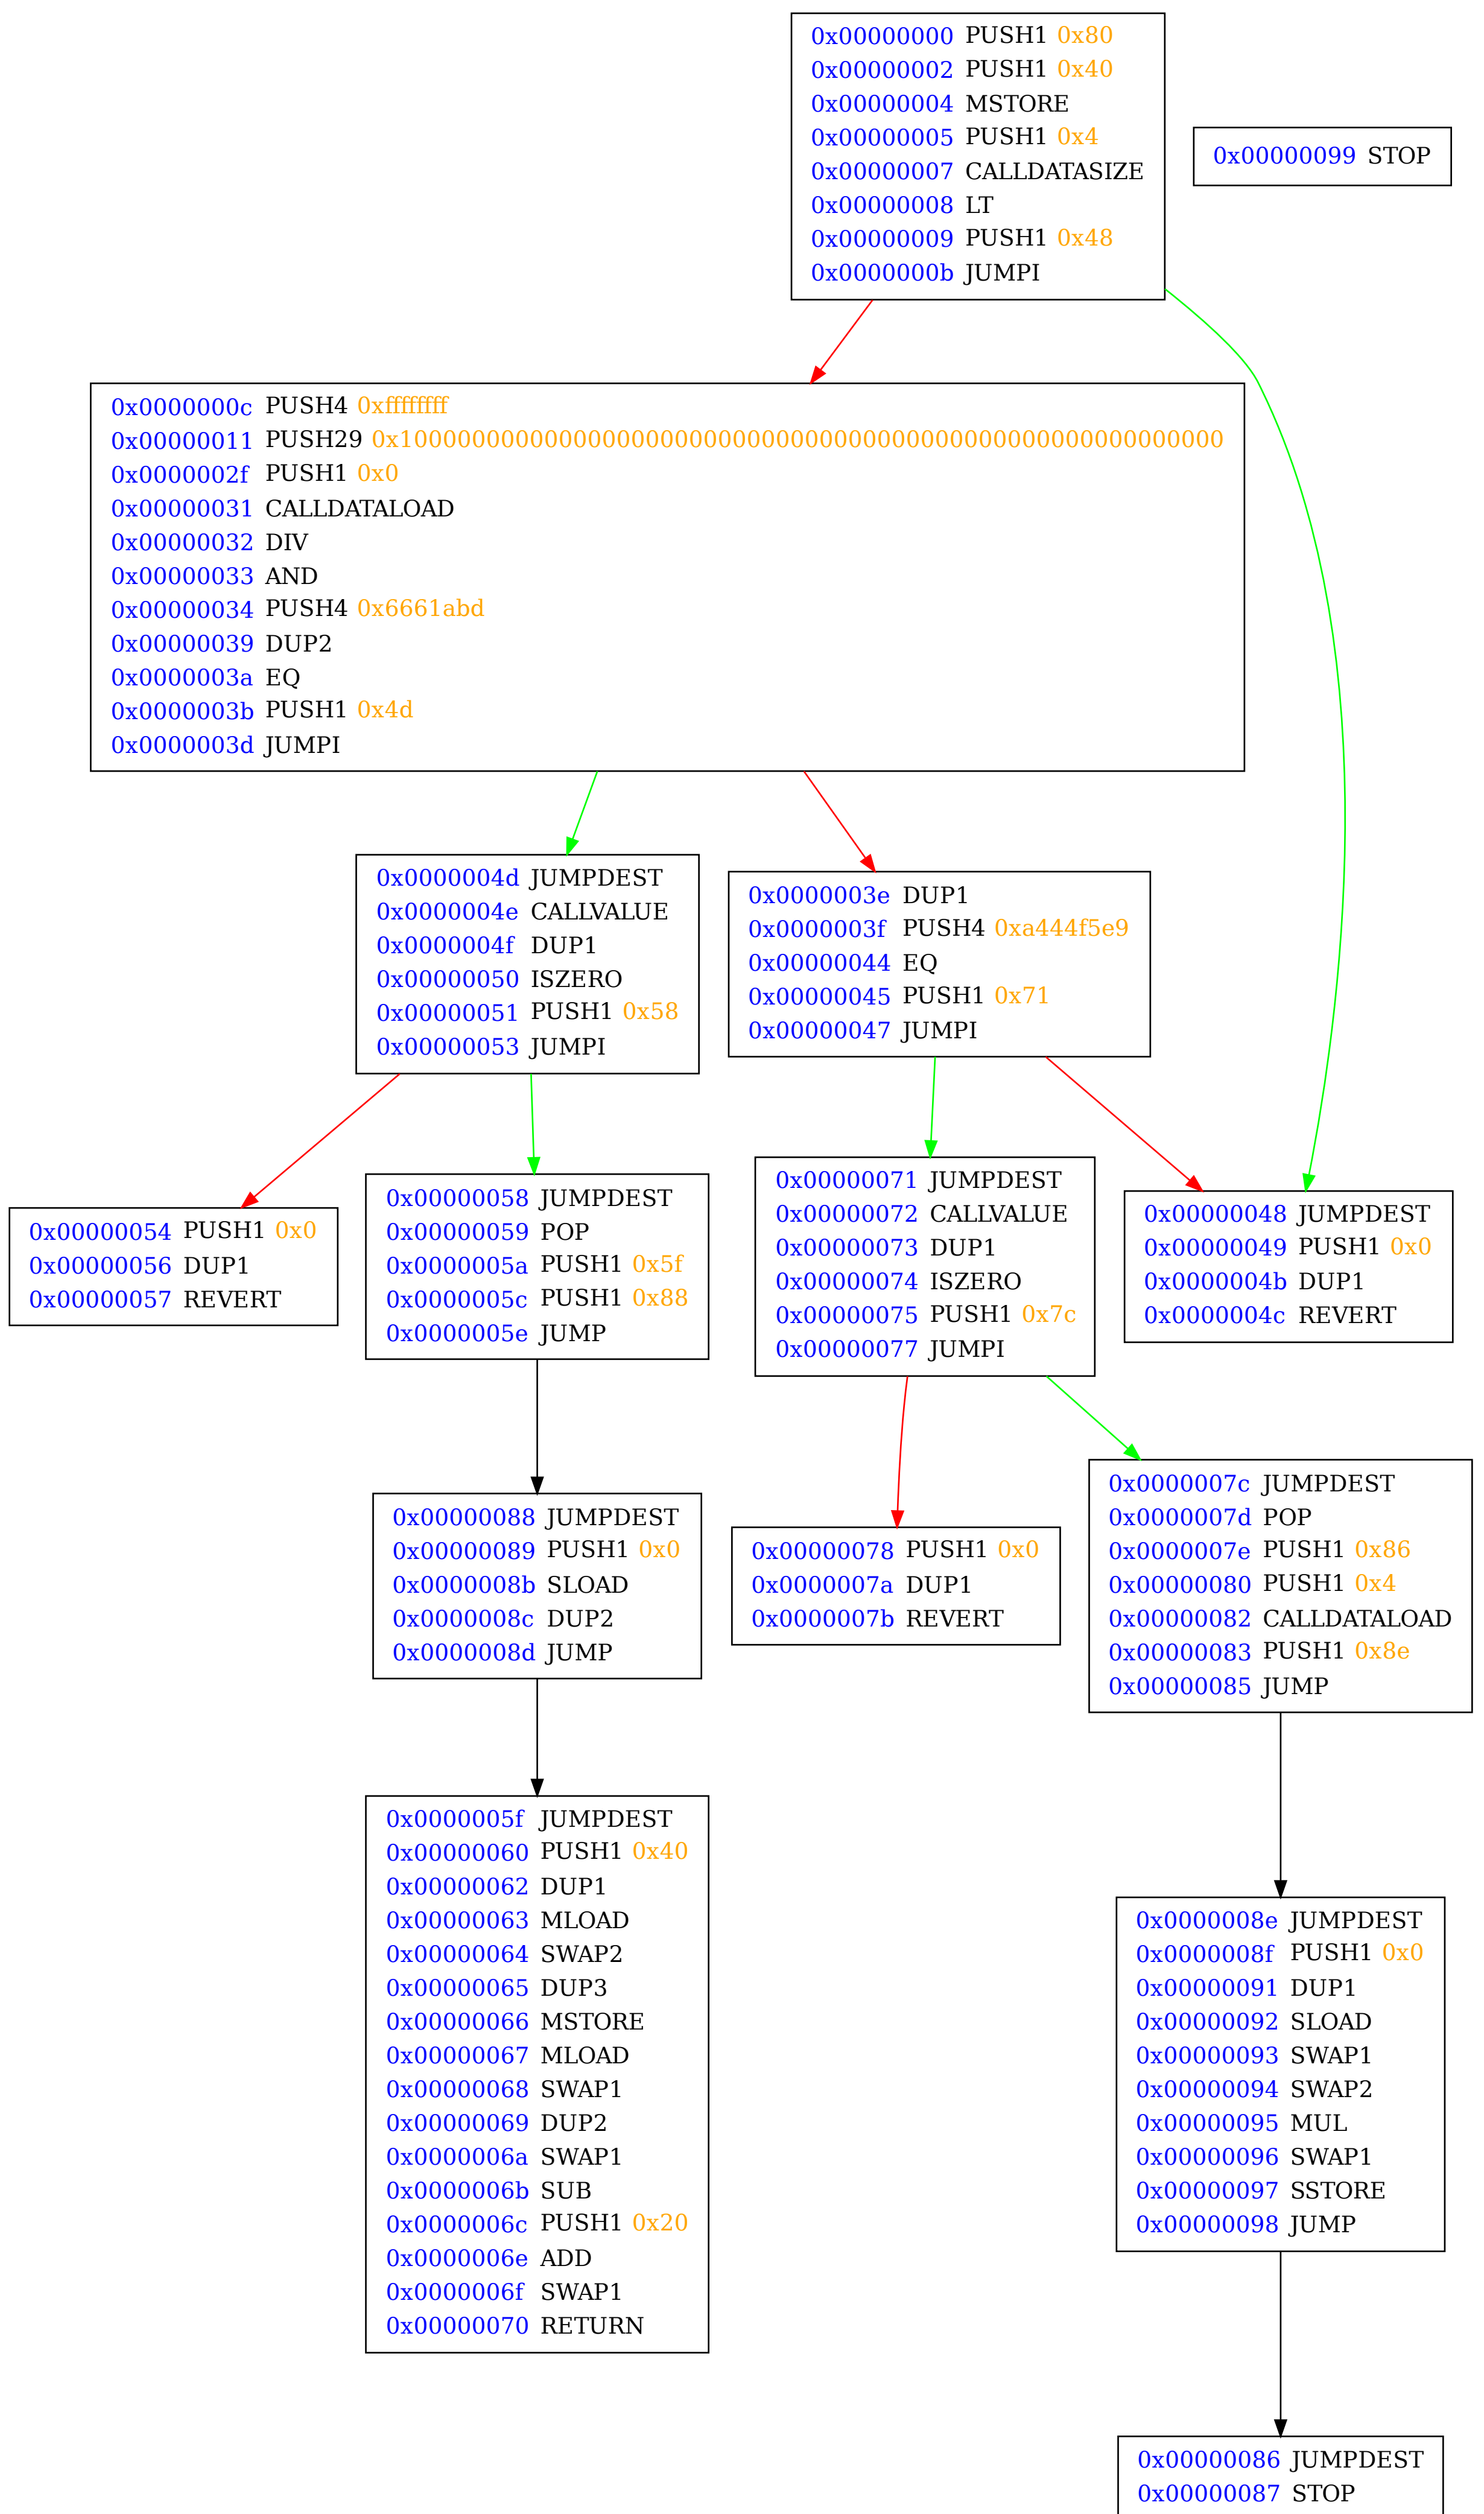 0x00000000 PUSH1 0x80
0x00000002 PUSH1 0x40
0x00000004 MSTORE
0x00000005 PUSH1 0x4
0x00000007 CALLDATASIZE
0x00000008 LT
0x00000009 PUSH1 0x48
0x0000000b JUMPI
0x00000099 STOP
0x0000000c PUSH4 0xffffffff
0x00000011 PUSH29 0x100000000000000000000000000000000000000000000000000000000
0x0000002f PUSH1 0x0
0x00000031 CALLDATALOAD
0x00000032 DIV
0x00000033 AND
0x00000034 PUSH4 0x6661abd
0x00000039 DUP2
0x0000003a EQ
0x0000003b PUSH1 0x4d
0x0000003d JUMPI
0x0000004d JUMPDEST
0x0000004e CALLVALUE
0x0000004f DUP1
0x00000050 ISZERO
0x00000051 PUSH1 0x58
0x00000053 JUMPI
0x0000003e DUP1
0x0000003f PUSH4 0xa444f5e9
0x00000044 EQ
0x00000045 PUSH1 0x71
0x00000047 JUMPI
0x00000054 PUSH1 0x0
0x00000056 DUP1
0x00000057 REVERT
0x00000058 JUMPDEST
0x00000059 POP
0x0000005a PUSH1 0x5f
0x0000005c PUSH1 0x88
0x0000005e JUMP
0x00000071 JUMPDEST
0x00000072 CALLVALUE
0x00000073 DUP1
0x00000074 ISZERO
0x00000075 PUSH1 0x7c
0x00000077 JUMPI
0x00000048 JUMPDEST
0x00000049 PUSH1 0x0
0x0000004b DUP1
0x0000004c REVERT
0x00000088 JUMPDEST
0x00000089 PUSH1 0x0
0x0000008b SLOAD
0x0000008c DUP2
0x0000008d JUMP
0x00000078 PUSH1 0x0
0x0000007a DUP1
0x0000007b REVERT
0x0000007c JUMPDEST
0x0000007d POP
0x0000007e PUSH1 0x86
0x00000080 PUSH1 0x4
0x00000082 CALLDATALOAD
0x00000083 PUSH1 0x8e
0x00000085 JUMP
0x0000005f JUMPDEST
0x00000060 PUSH1 0x40
0x00000062 DUP1
0x00000063 MLOAD
0x00000064 SWAP2
0x00000065 DUP3
0x00000066 MSTORE
0x00000067 MLOAD
0x00000068 SWAP1
0x00000069 DUP2
0x0000006a SWAP1
0x0000006b SUB
0x0000006c PUSH1 0x20
0x0000006e ADD
0x0000006f SWAP1
0x00000070 RETURN
0x0000008e JUMPDEST
0x0000008f PUSH1 0x0
0x00000091 DUP1
0x00000092 SLOAD
0x00000093 SWAP1
0x00000094 SWAP2
0x00000095 MUL
0x00000096 SWAP1
0x00000097 SSTORE
0x00000098 JUMP
0x00000086 JUMPDEST
0x00000087 STOP